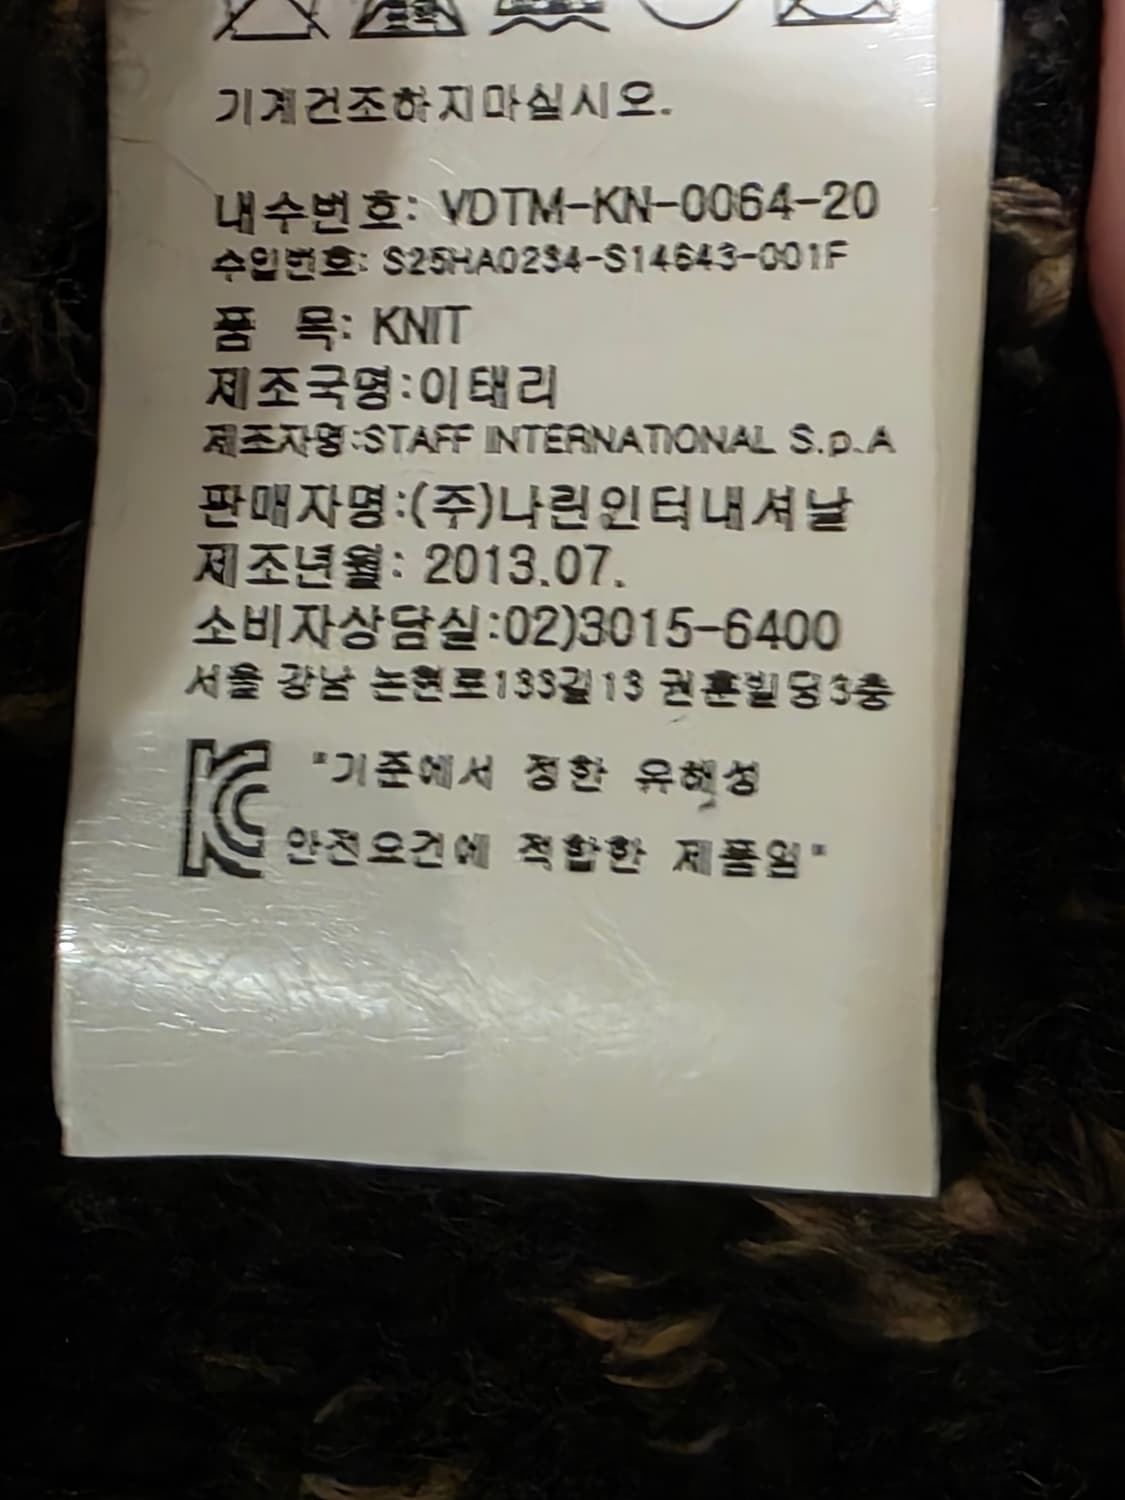 기계건조하지마십시오.
내수번호: VDTM-KN-0064-20
수입번호: S25HA0234-S14643-001F
품 목: KNIT
제조국명:이태리
제조자명:STAFF INTERNATIONAL S.p.A
판매자명:(주)나린인터내셔날
제조년월: 2013.07.
소비자상담실:02)3015-6400
서울 강남 논현로133길13 권훈빌딩3층
"기준에서 정한 유해성
안전요건에 적합한 제품임"